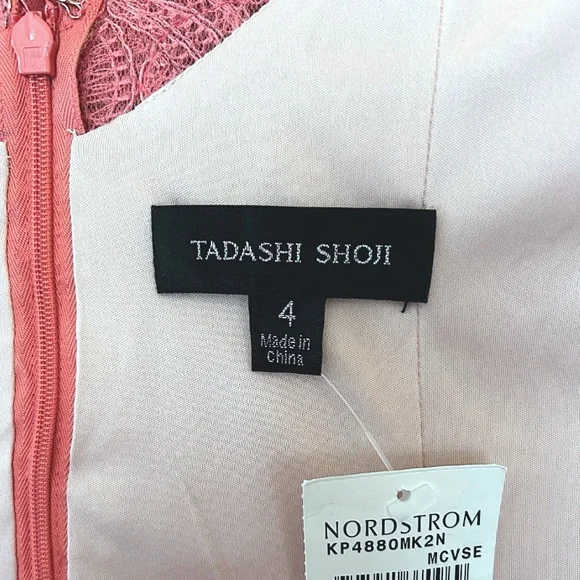 TADASHI SHOJI
4
Made in
China
NORDSTROM
KP4880MK2N
MCVSE